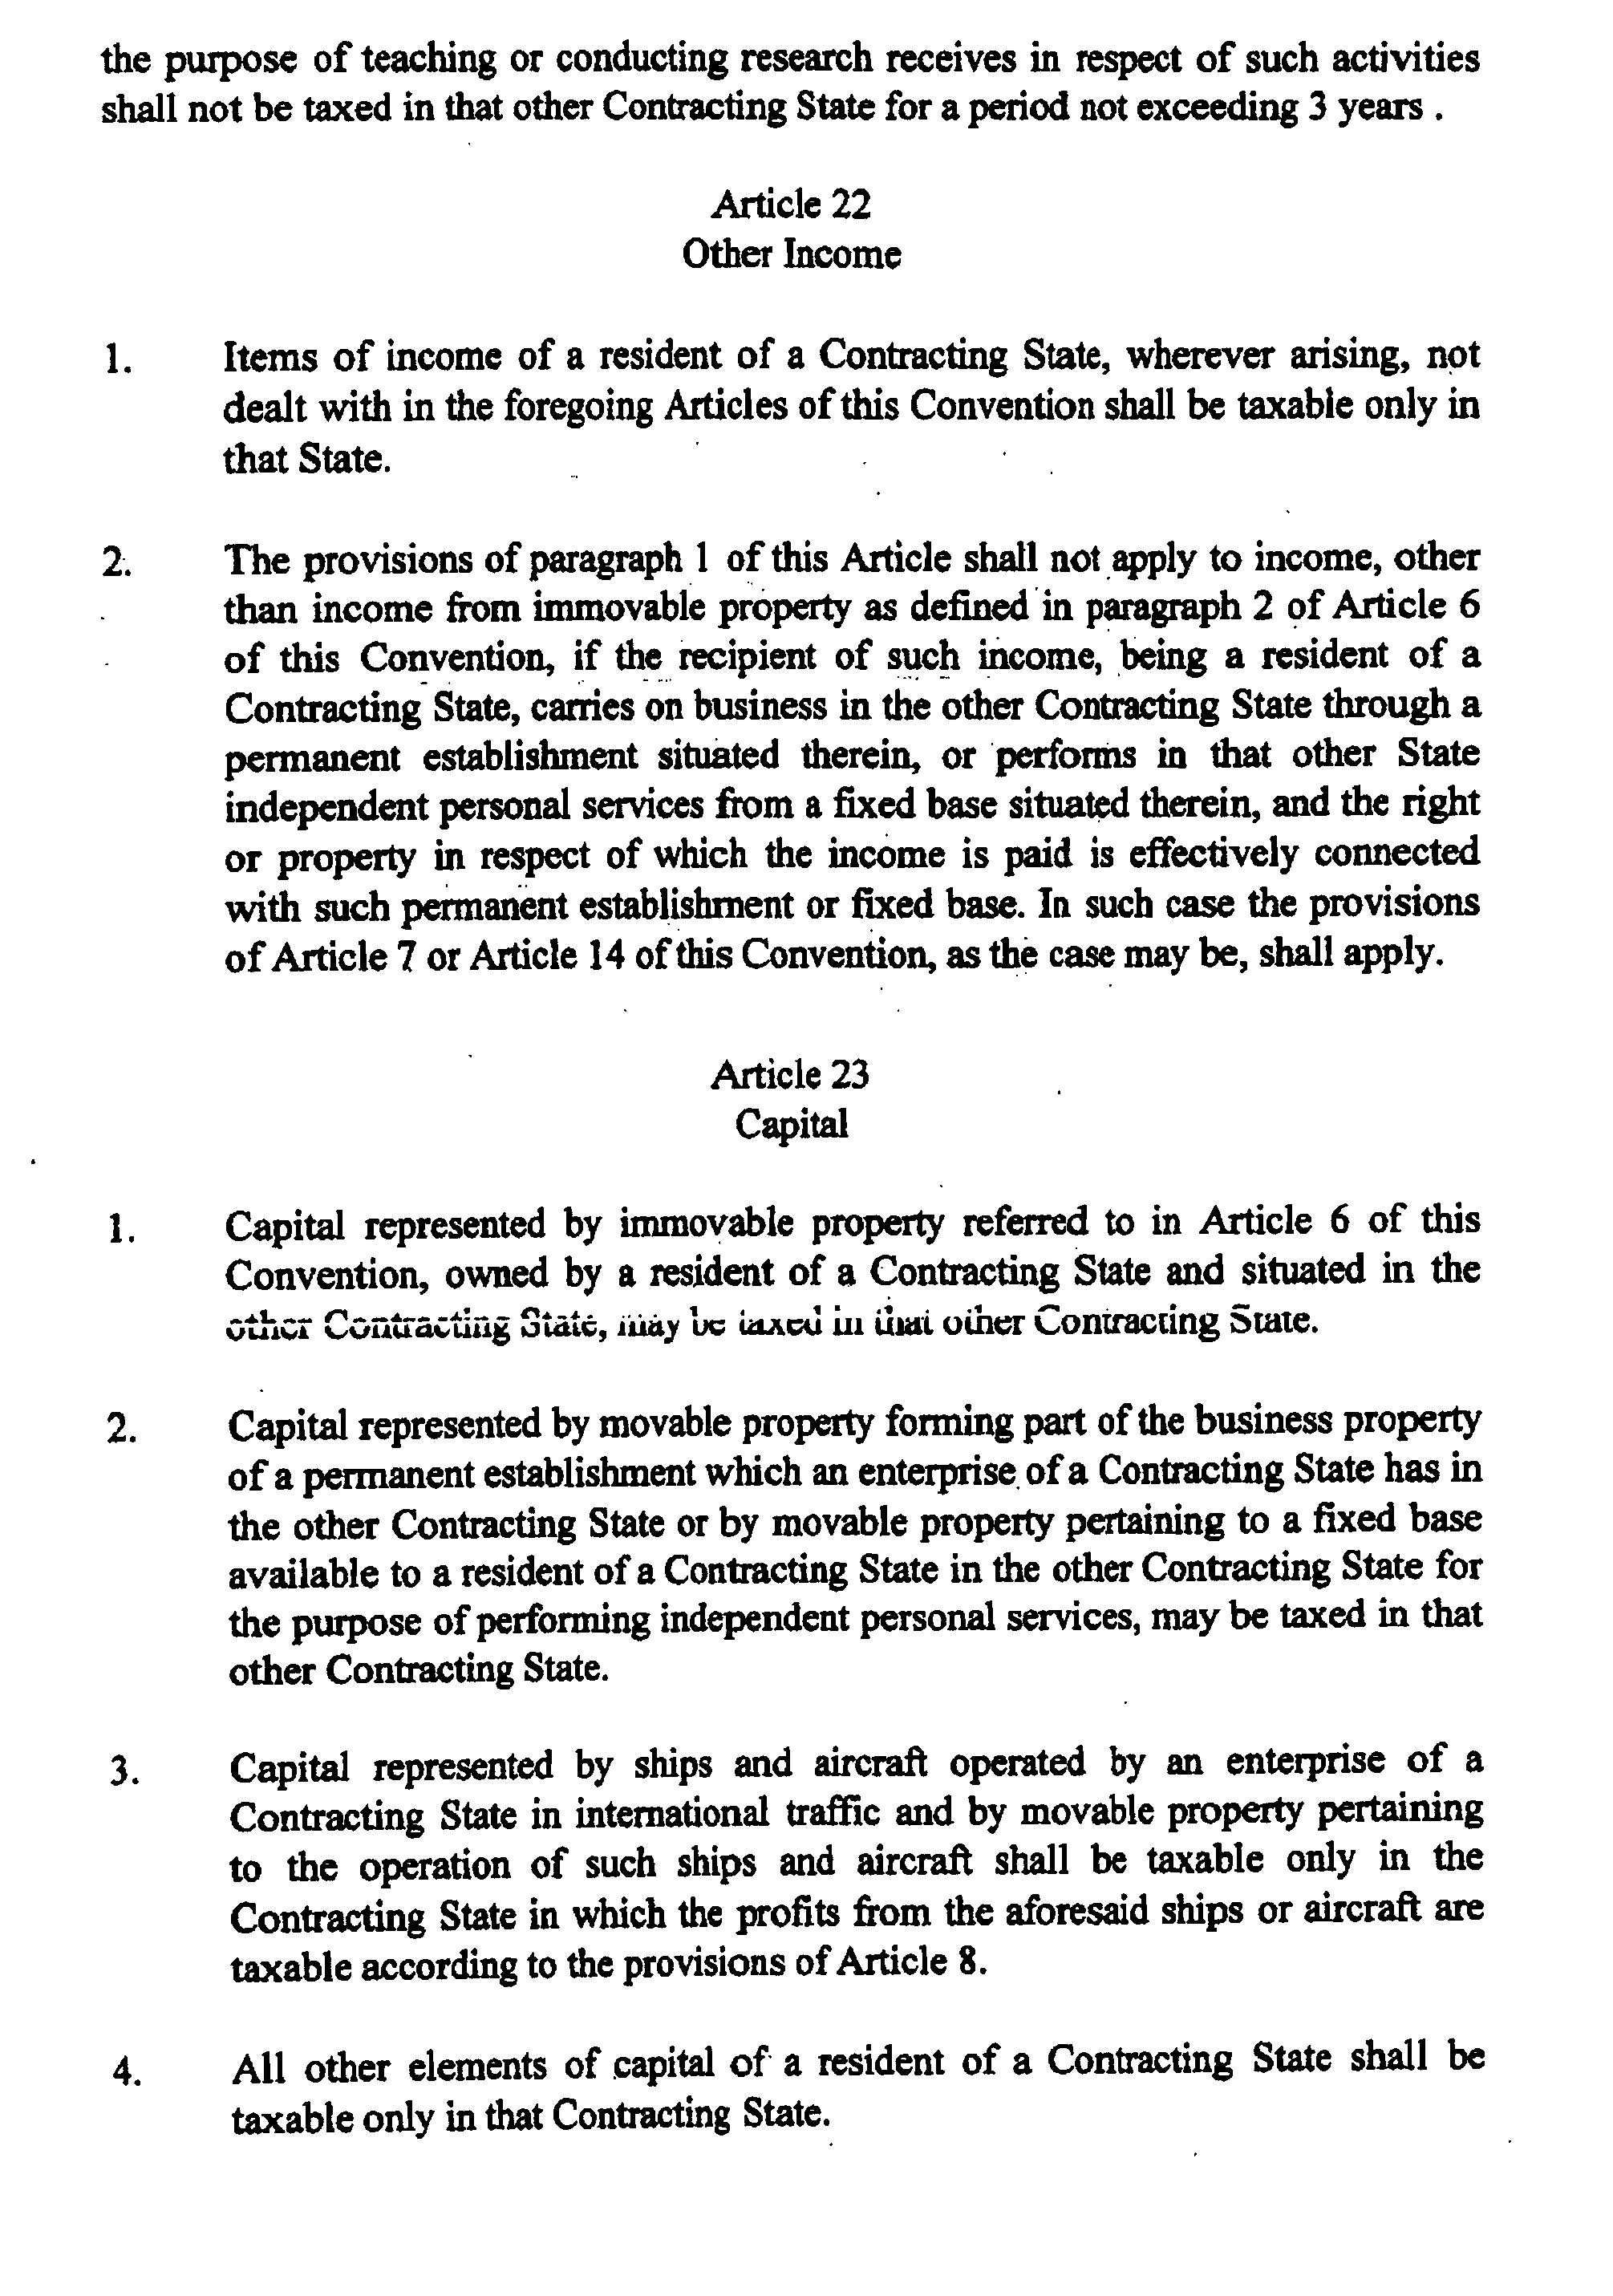 the purpose of teaching or conducting research receives in respect of such activities
shall not be taxed in that other Contracting State for a period not exceeding 3 years .
Article 22
Other Income
1. Items of income of a resident of a Contracting State, wherever arising, not
dealt with in the foregoing Articles of this Convention shall be taxable only in
that State.
2. The provisions of paragraph 1 of this Article shall not apply to income, other
than income from immovable property as defined in paragraph 2 of Article 6
of this Convention, if the recipient of such income, being a resident of a
Contracting State, carries on business in the other Contracting State through a
permanent establishment situated therein, or performs in that other State
independent personal services from a fixed base situated therein, and the right
or property in respect of which the income is paid is effectively connected
with such permanent establishment or fixed base. In such case the provisions
of Article 7 or Article 14 of this Convention, as the case may be, shall apply.
Article 23
Capital
1. Capital represented by immovable property referred to in Article 6 of this
Convention, owned by a resident of a Contracting State and situated in the
other Contracting State, may be taxed in that other Contracting State.
2. Capital represented by movable property forming part of the business property
of a permanent establishment which an enterprise of a Contracting State has in
the other Contracting State or by movable property pertaining to a fixed base
available to a resident of a Contracting State in the other Contracting State for
the purpose of performing independent personal services, may be taxed in that
other Contracting State.
3. Capital represented by ships and aircraft operated by an enterprise of a
Contracting State in international traffic and by movable property pertaining
to the operation of such ships and aircraft shall be taxable only in the
Contracting State in which the profits from the aforesaid ships or aircraft are
taxable according to the provisions of Article 8.
4. All other elements of capital of a resident of a Contracting State shall be
taxable only in that Contracting State.